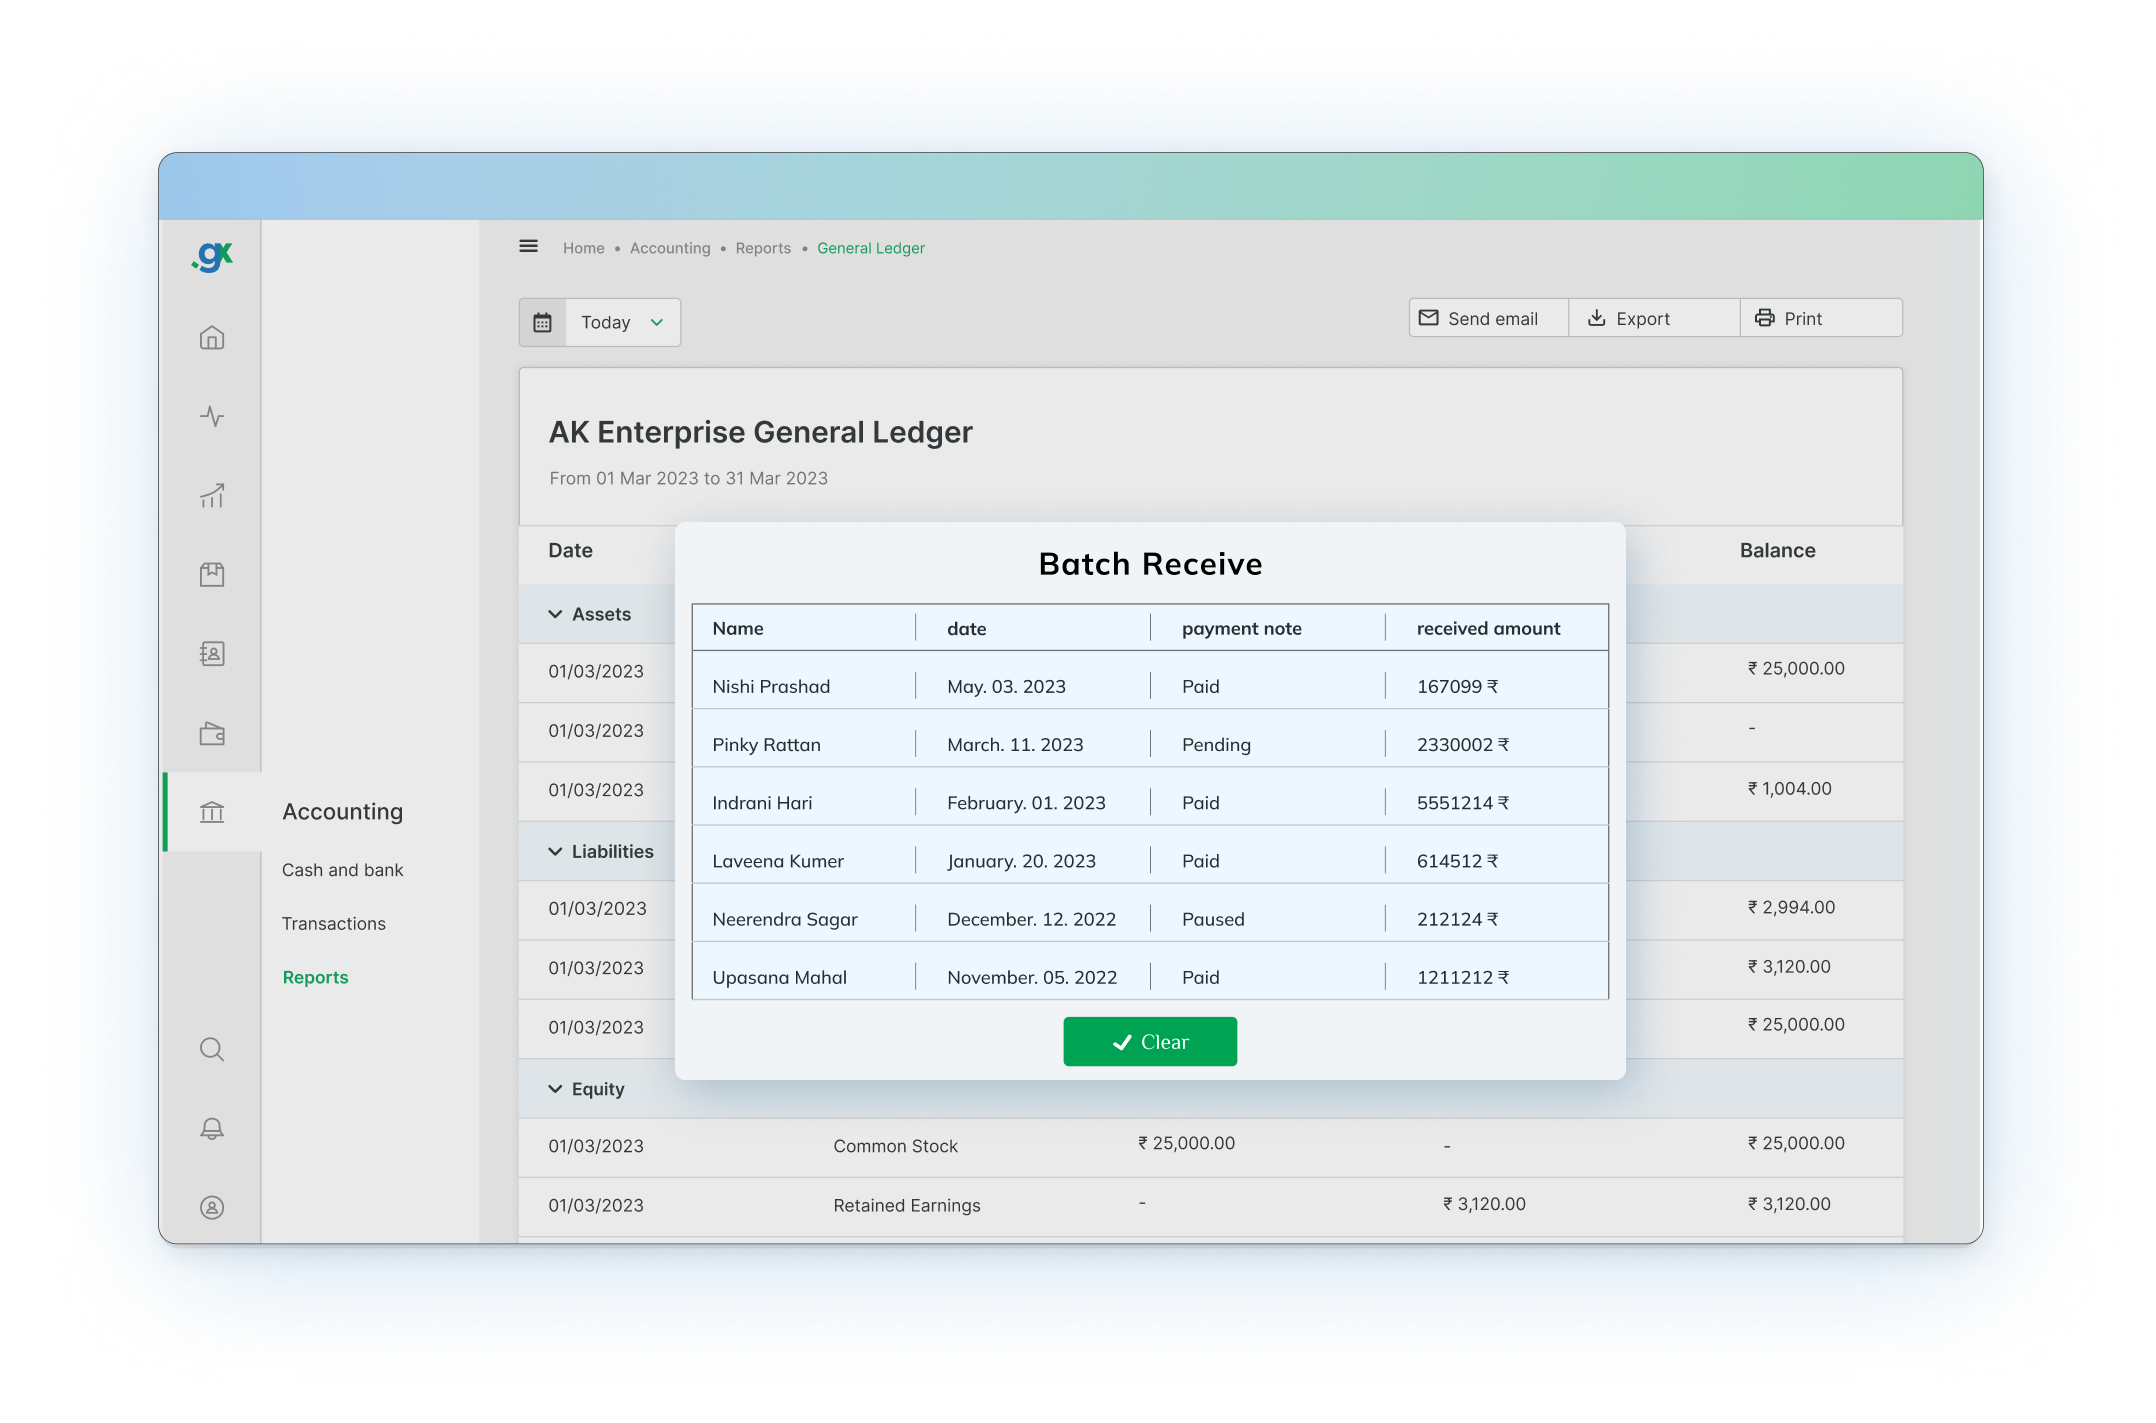 .gx
Home • Accounting • Reports • General Ledger
Today
Send email
Export
Print
AK Enterprise General Ledger
From 01 Mar 2023 to 31 Mar 2023
Date
Balance
Assets
01/03/2023
₹ 25,000.00
01/03/2023
-
01/03/2023
₹ 1,004.00
Liabilities
01/03/2023
₹ 2,994.00
01/03/2023
₹ 3,120.00
01/03/2023
₹ 25,000.00
Equity
01/03/2023 Common Stock ₹ 25,000.00 - ₹ 25,000.00
01/03/2023 Retained Earnings - ₹ 3,120.00 ₹ 3,120.00
Batch Receive
Name date payment note received amount
Nishi Prashad May. 03. 2023 Paid 167099 ₹
Pinky Rattan March. 11. 2023 Pending 2330002 ₹
Indrani Hari February. 01. 2023 Paid 5551214 ₹
Laveena Kumer January. 20. 2023 Paid 614512 ₹
Neerendra Sagar December. 12. 2022 Paused 212124 ₹
Upasana Mahal November. 05. 2022 Paid 1211212 ₹
Clear
Accounting
Cash and bank
Transactions
Reports